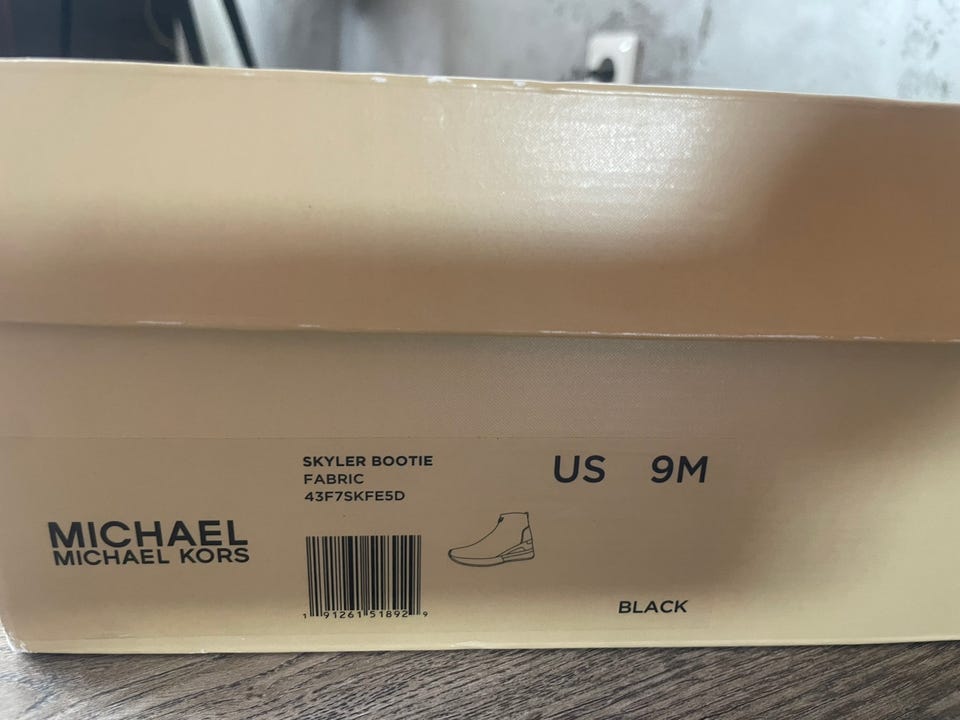 SKYLER BOOTIE
FABRIC
43F7SKFE5D
US 9M
MICHAEL
MICHAEL KORS
1 91261 51892 9
BLACK